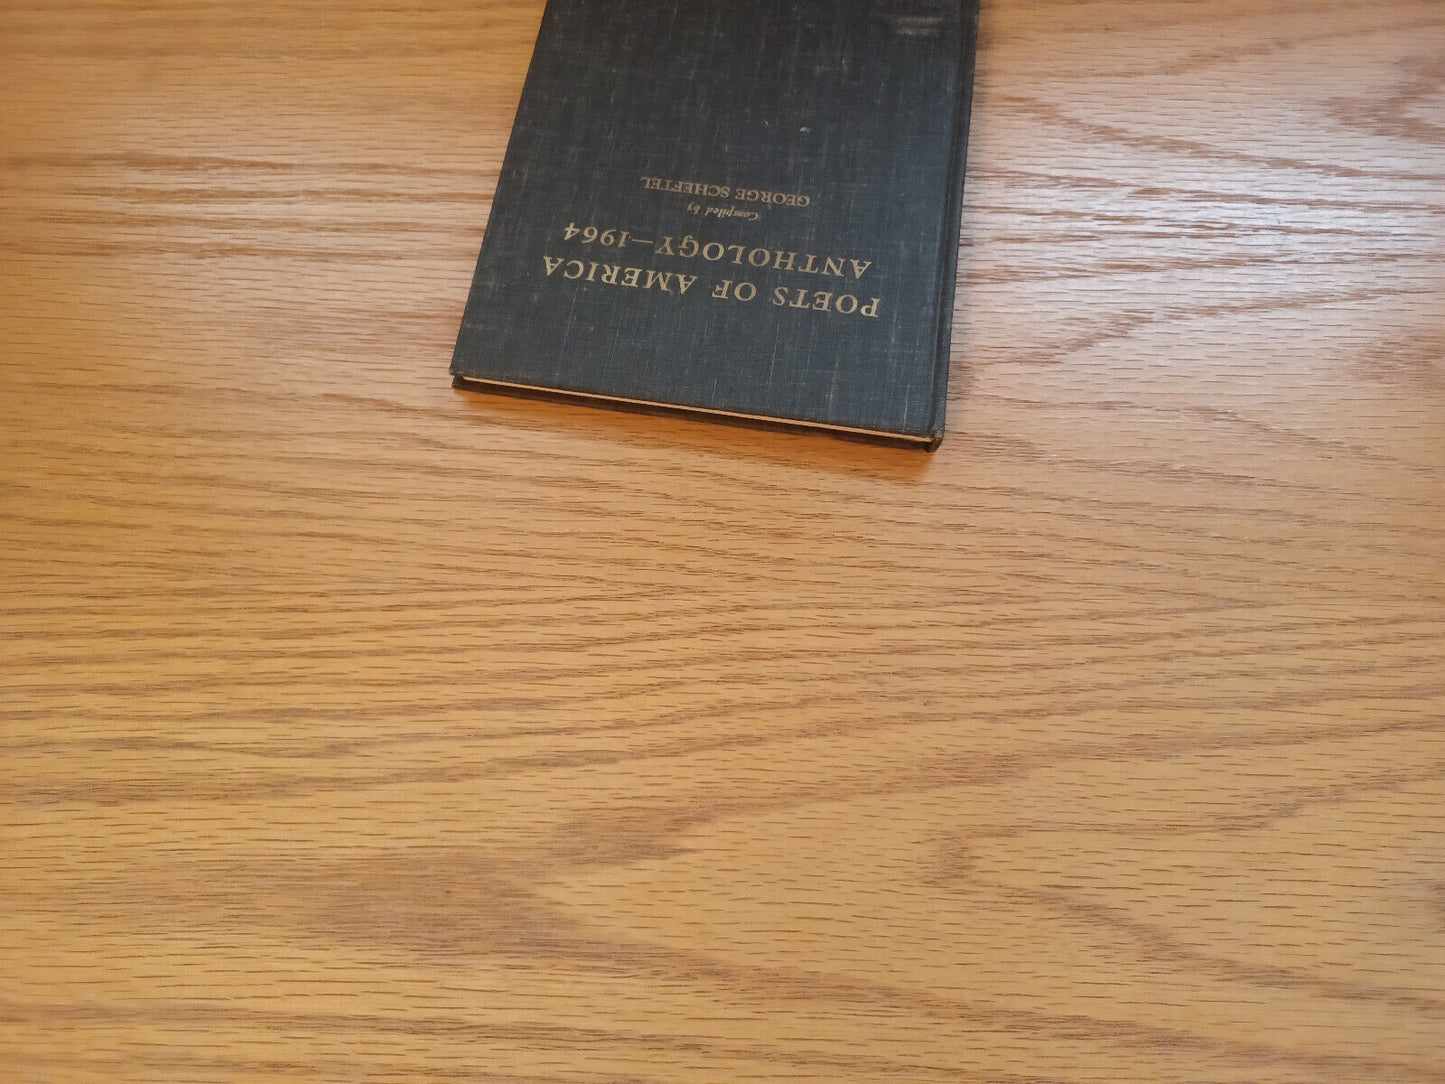 POETS OF AMERICA
ANTHOLOGY—1964
Compiled by
GEORGE SCHEFTEL